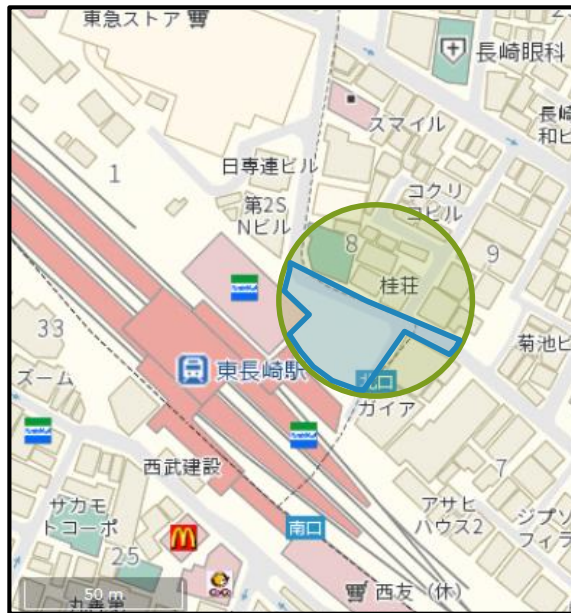 東急ストア
長崎眼科
スマイル
長崎
和ビ
日専連ビル
1
コクリ
コビル
第2S
Nビル
8
9
桂荘
33
菊池ビ
ズーム
東長崎駅
北口
ガイア
西武建設
7
アサヒ
ハウス2
サカモ
トコーポ
ジプソ
フィラ
南口
25
50 m
西友（休）